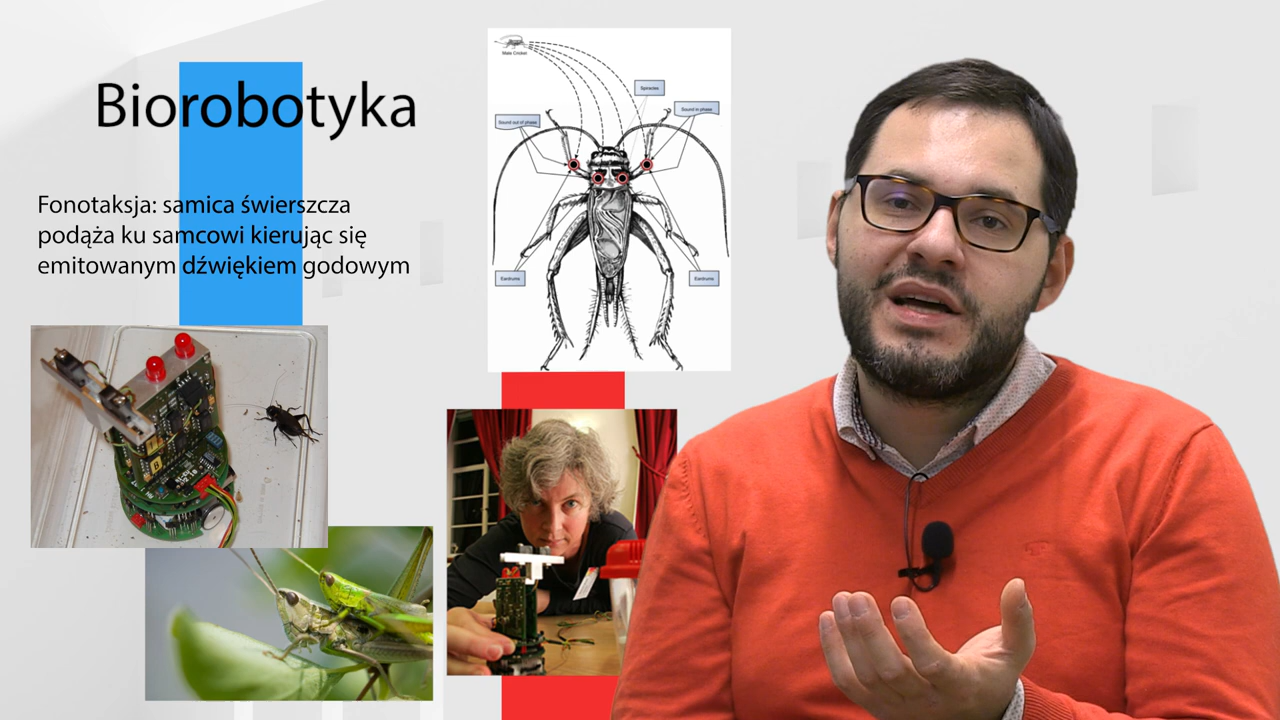 Biorobotyka
Fonotaksja: samica świerszcza
podąża ku samcowi kierując się
emitowanym dźwiękiem godowym
Male Cricket
Spiracles
Sound in phase
Sound out of phase
Eardrums
Eardrums